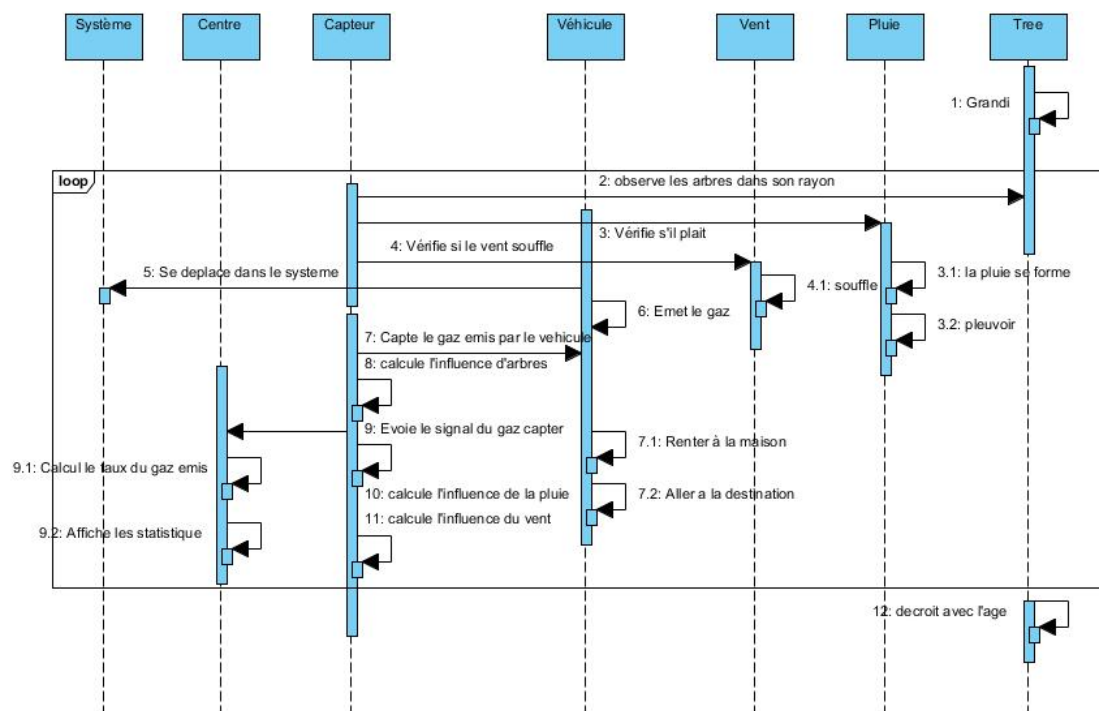 Système
Centre
Capteur
Véhicule
Vent
Pluie
Tree
1: Grandi
loop
2: observe les arbres dans son rayon
3: Vérifie s'il plait
4: Vérifie si le vent souffle
5: Se deplace dans le systeme
3.1: la pluie se forme
4.1: souffle
6: Emet le gaz
3.2: pleuvoir
7: Capte le gaz emis par le vehicule
8: calcule l'influence d'arbres
9: Evoie le signal du gaz capter
7.1: Renter à la maison
9.1: Calcul le taux du gaz emis
10: calcule l'influence de la pluie
7.2: Aller a la destination
11: calcule l'influence du vent
9.2: Affiche les statistique
12: decroit avec l'age